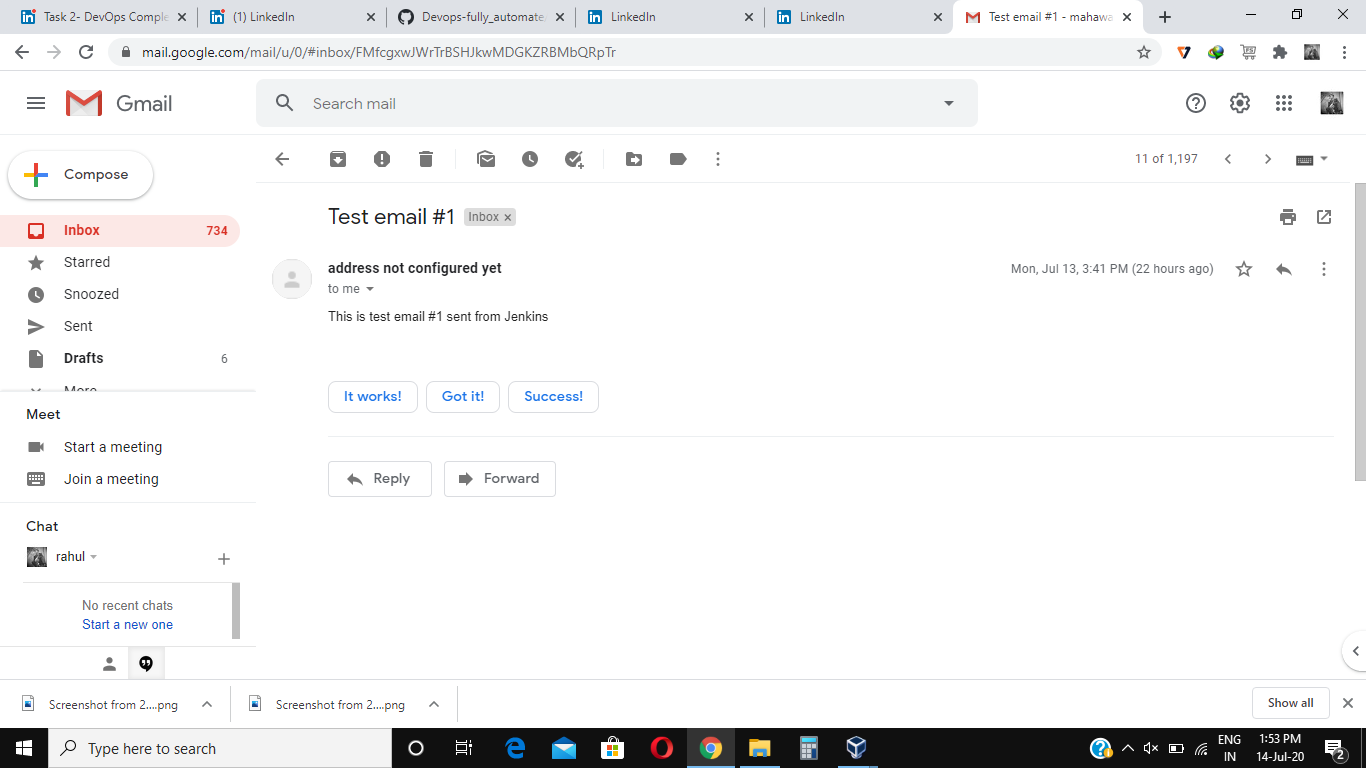 Task 2- DevOps Comple
(1) LinkedIn
Devops-fully_automate
LinkedIn
LinkedIn
Test email #1 - mahawa
mail.google.com/mail/u/0/#inbox/FMfcgxwJWrTrBSHJkwMDGKZRBMbQRpTr
Gmail
Search mail
Compose
11 of 1,197
Inbox 734
Starred
Snoozed
Sent
Drafts 6
More
Test email #1 Inbox x
address not configured yet
Mon, Jul 13, 3:41 PM (22 hours ago)
to me
This is test email #1 sent from Jenkins
It works!
Got it!
Success!
Reply
Forward
Meet
Start a meeting
Join a meeting
Chat
rahul
No recent chats
Start a new one
Screenshot from 2....png
Screenshot from 2....png
Show all
Type here to search
ENG
IN
1:53 PM
14-Jul-20
2